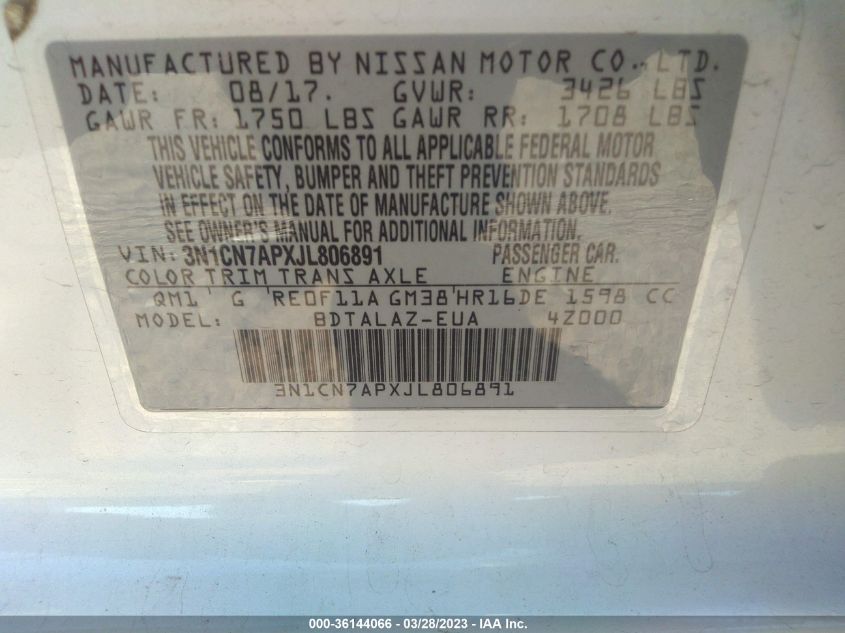 MANUFACTURED BY NISSAN MOTOR CO., LTD.
DATE: 08/17. GVWR: 3426 LBS
GAWR FR: 1750 LBS GAWR RR: 1708 LBS
THIS VEHICLE CONFORMS TO ALL APPLICABLE FEDERAL MOTOR
VEHICLE SAFETY, BUMPER AND THEFT PREVENTION STANDARDS
IN EFFECT ON THE DATE OF MANUFACTURE SHOWN ABOVE.
SEE OWNER'S MANUAL FOR ADDITIONAL INFORMATION.
VIN: 3N1CN7APXJL806891 PASSENGER CAR.
COLOR TRIM TRANS AXLE ENGINE
QM1 G RE0F11A GM38 HR16DE 1598 CC
MODEL: BDTALAZ-EUA 4Z000
3N1CN7APXJL806891
000-36144066 - 03/28/2023 - IAA Inc.